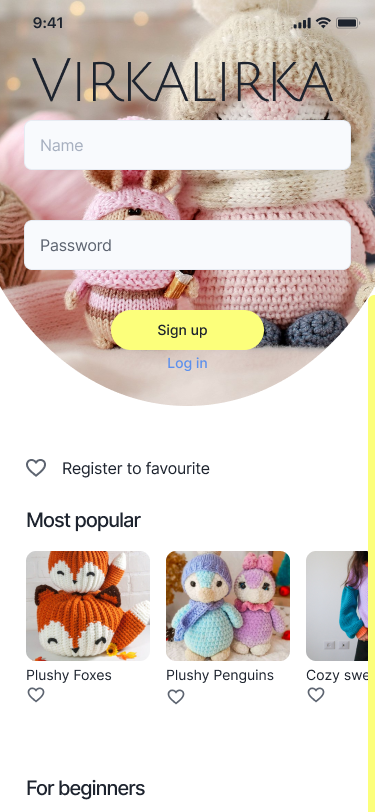 9:41
VIRKALIRKA
Name
Password
Sign up
Log in
Register to favourite
Most popular
Plushy Foxes
Plushy Penguins
Cozy swe
For beginners